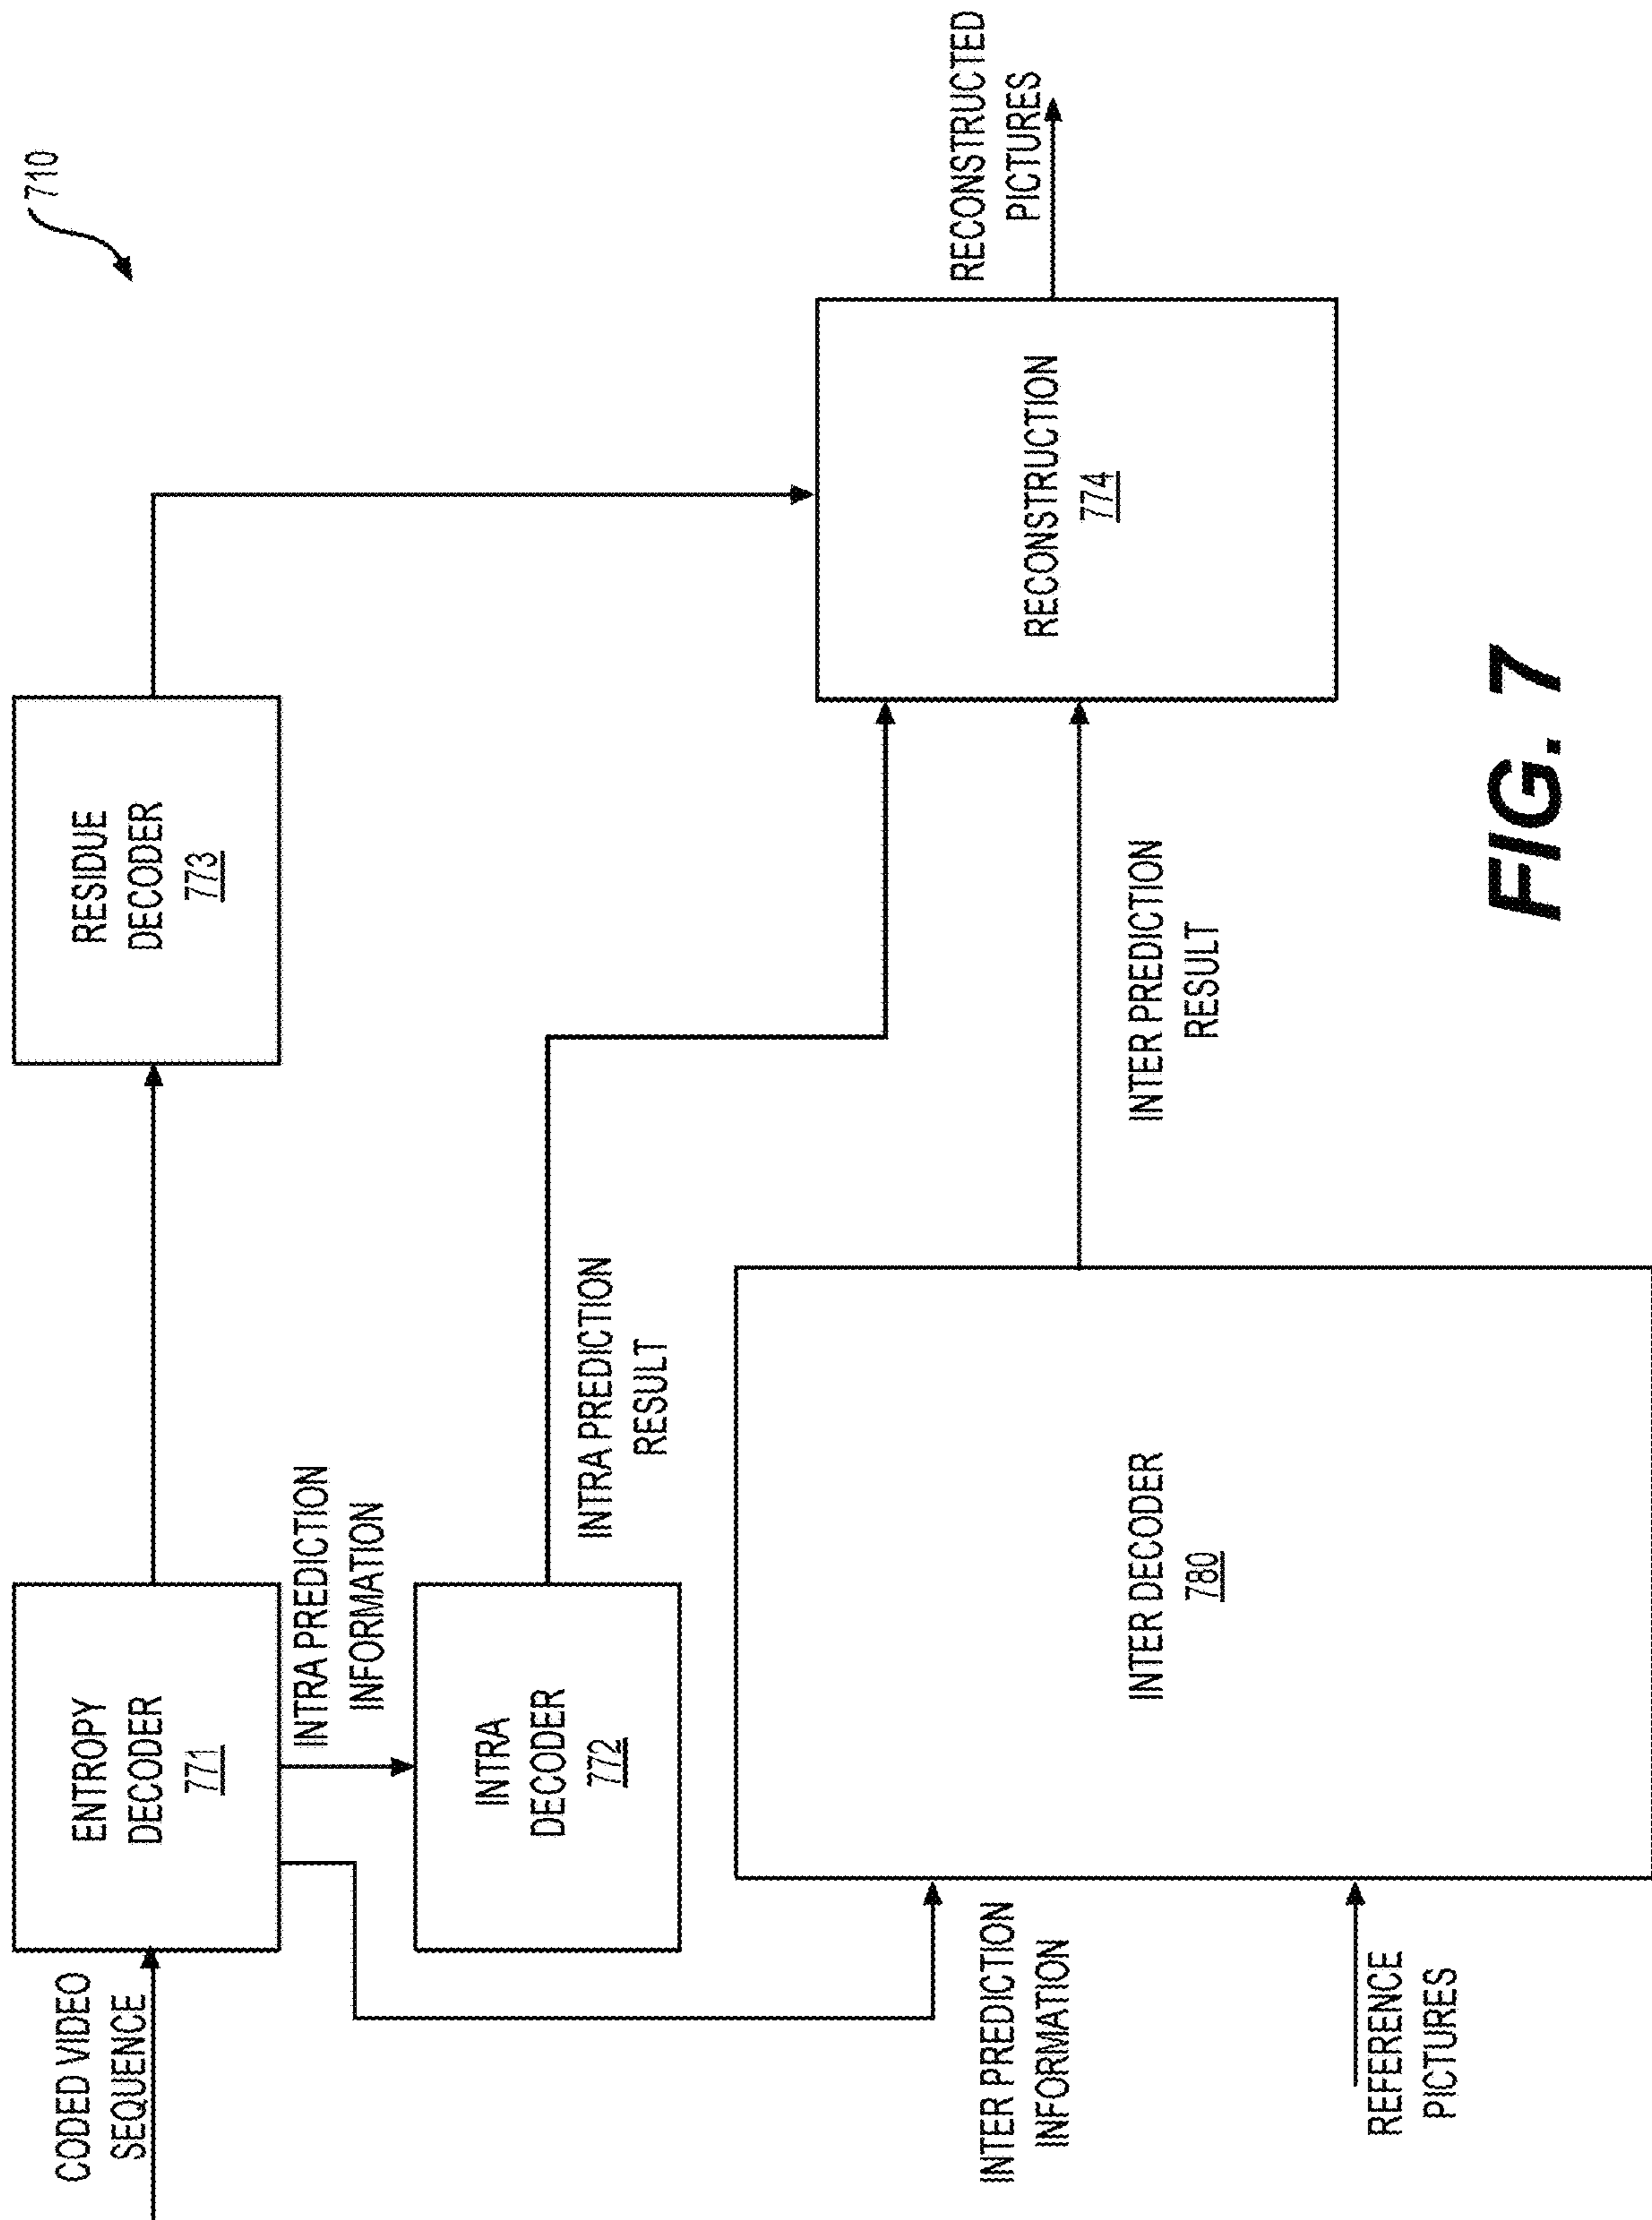 710
CODED VIDEO
SEQUENCE
ENTROPY
DECODER
771
RESIDUE
DECODER
773
INTRA PREDICTION
INFORMATION
INTRA
DECODER
772
INTRA PREDICTION
RESULT
RECONSTRUCTION
774
RECONSTRUCTED
PICTURES
INTER PREDICTION
INFORMATION
INTER DECODER
780
INTER PREDICTION
RESULT
REFERENCE
PICTURES
FIG. 7